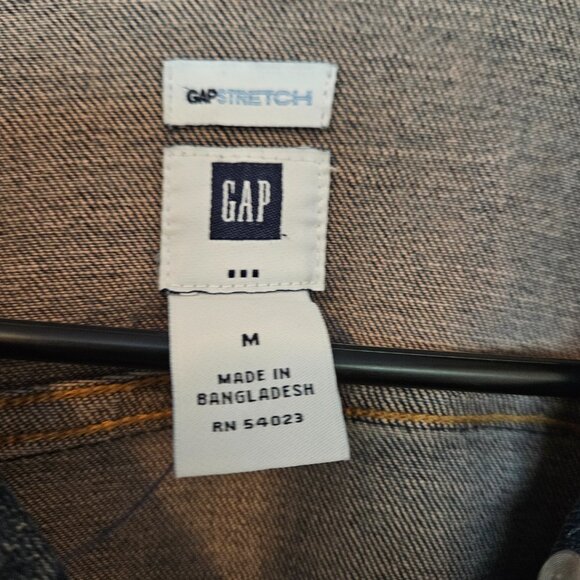 GAPSTRETCH
GAP
M
MADE IN
BANGLADESH
RN 54023